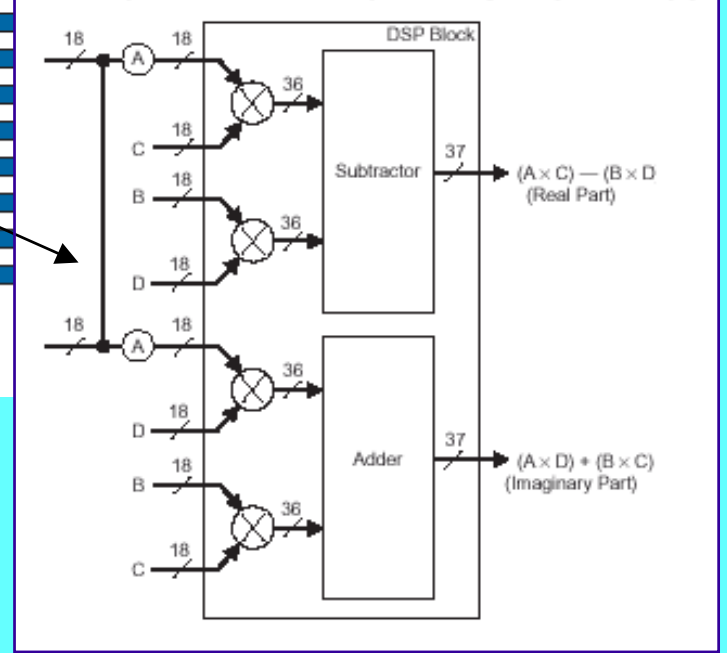 DSP Block
18
A
18
36
C
18
Subtractor
37
(A × C) — (B × D
(Real Part)
B
18
36
D
18
18
A
18
36
D
18
Adder
37
(A × D) + (B × C)
(Imaginary Part)
B
18
36
C
18